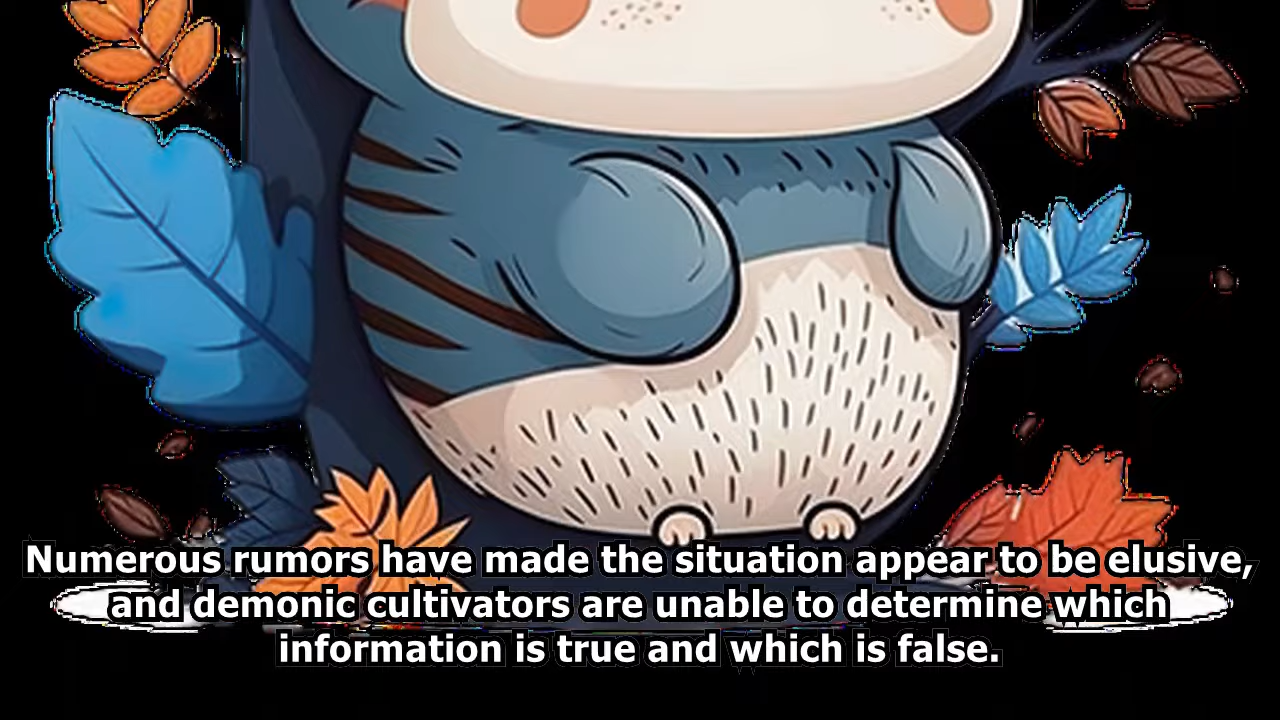 Numerous rumors have made the situation appear to be elusive,
and demonic cultivators are unable to determine which
information is true and which is false.